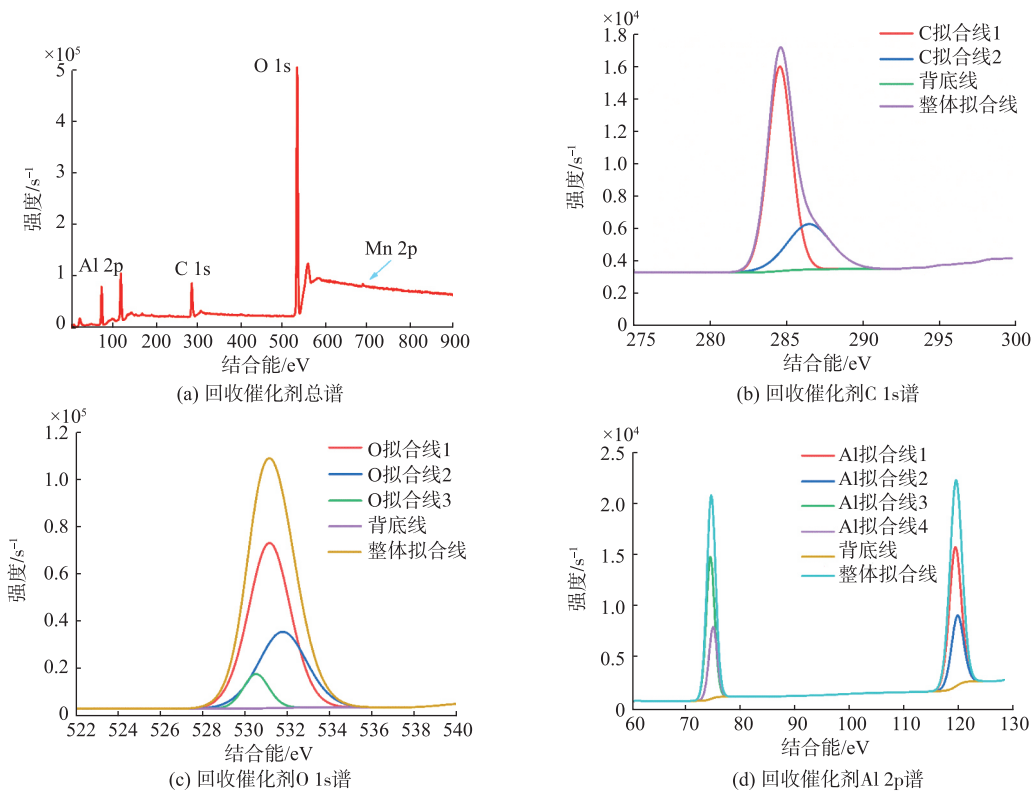 ×10⁵
5
4
3
2
1
0
强度/s⁻¹
O 1s
Al 2p
C 1s
Mn 2p
100 200 300 400 500 600 700 800 900
结合能/eV
(a) 回收催化剂总谱
×10⁴
1.8
1.6
1.4
1.2
1.0
0.8
0.6
0.4
0.2
0
强度/s⁻¹
C拟合线1
C拟合线2
背底线
整体拟合线
275 280 285 290 295 300
结合能/eV
(b) 回收催化剂C 1s谱
×10⁵
1.2
1.0
0.8
0.6
0.4
0.2
0
强度/s⁻¹
O拟合线1
O拟合线2
O拟合线3
背底线
整体拟合线
522 524 526 528 530 532 534 536 538 540
结合能/eV
(c) 回收催化剂O 1s谱
×10⁴
2.5
2.0
1.5
1.0
0.5
0
强度/s⁻¹
Al拟合线1
Al拟合线2
Al拟合线3
Al拟合线4
背底线
整体拟合线
60 70 80 90 100 110 120 130
结合能/eV
(d) 回收催化剂Al 2p谱